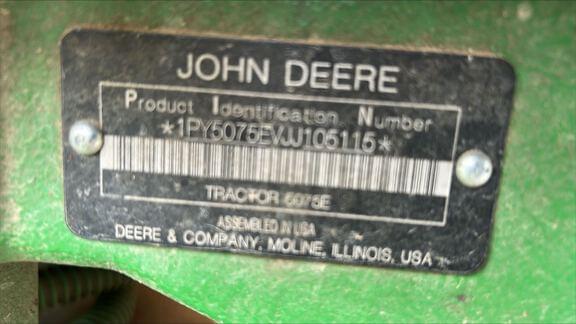 JOHN DEERE
Product Identification Number
*1PY5075EVJJ105115*
TRACTOR 5075E
ASSEMBLED IN USA
DEERE & COMPANY, MOLINE, ILLINOIS, USA